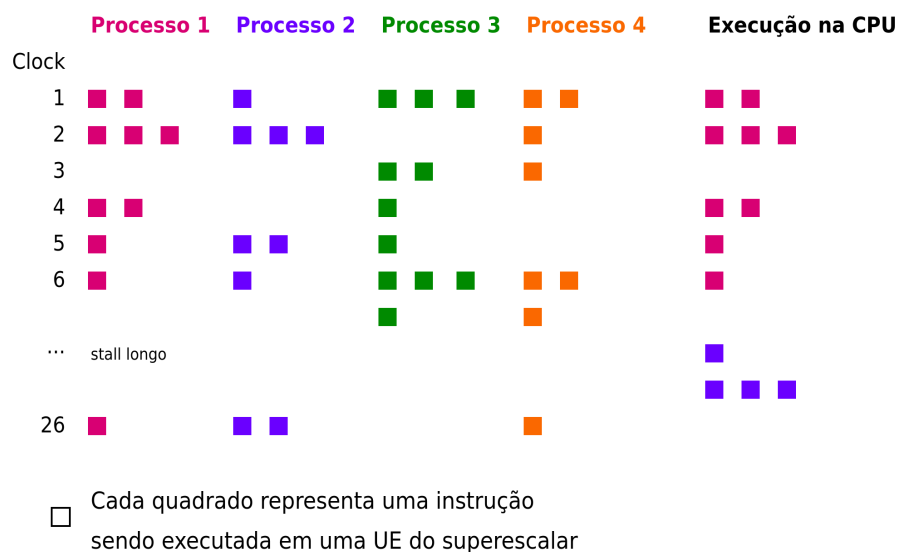 Processo 1 Processo 2 Processo 3 Processo 4 Execução na CPU
Clock
1
2
3
4
5
6
... stall longo
26
Cada quadrado representa uma instrução
sendo executada em uma UE do superescalar